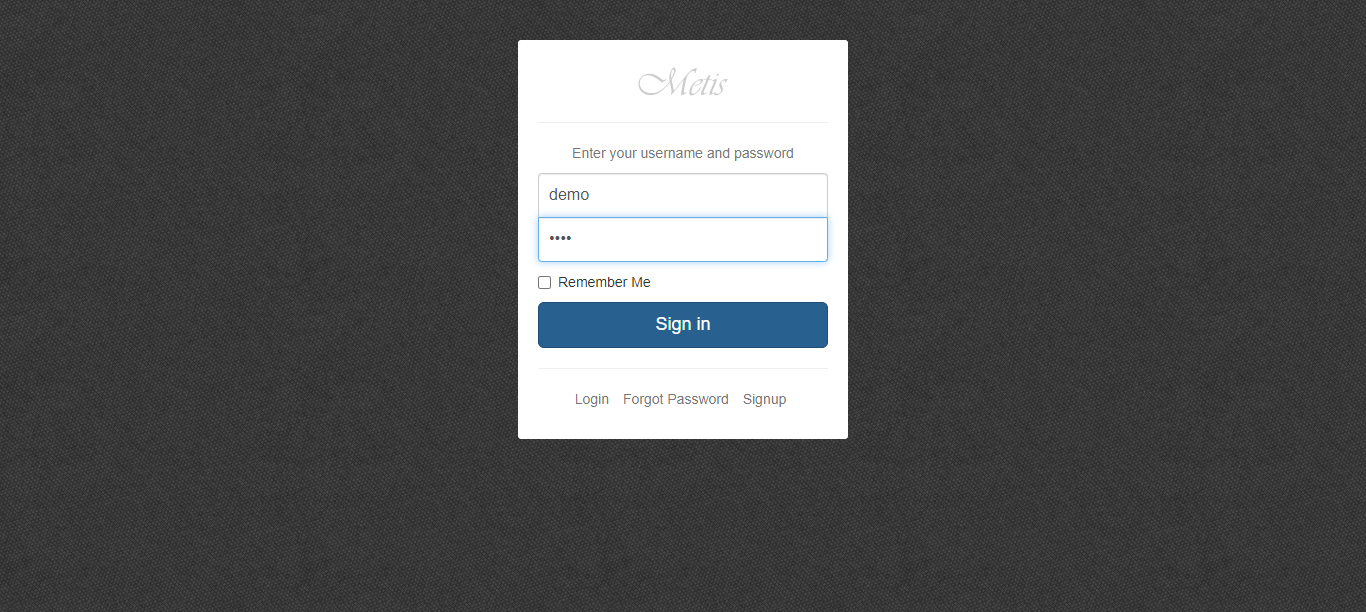 Metis
Enter your username and password
demo
••••
Remember Me
Sign in
Login Forgot Password Signup